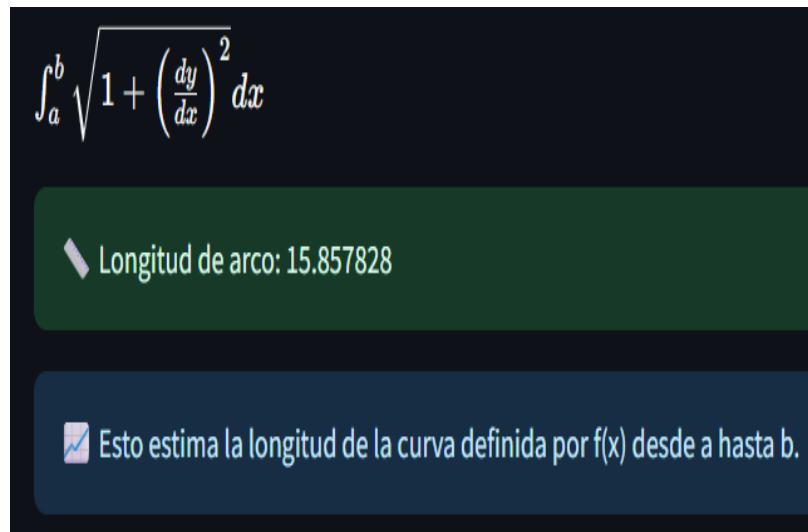 ∫_a^b √(1 + (dy/dx)^2) dx
Longitud de arco: 15.857828
Esto estima la longitud de la curva definida por f(x) desde a hasta b.